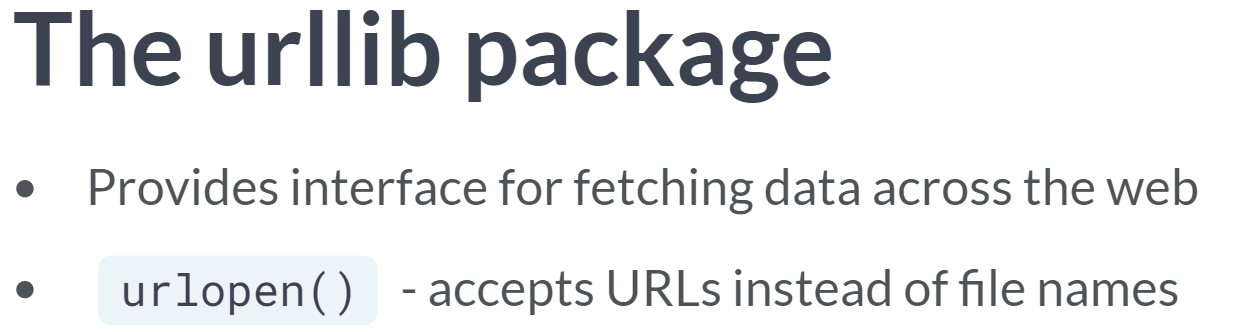 The urllib package
• Provides interface for fetching data across the web
• urlopen() - accepts URLs instead of file names